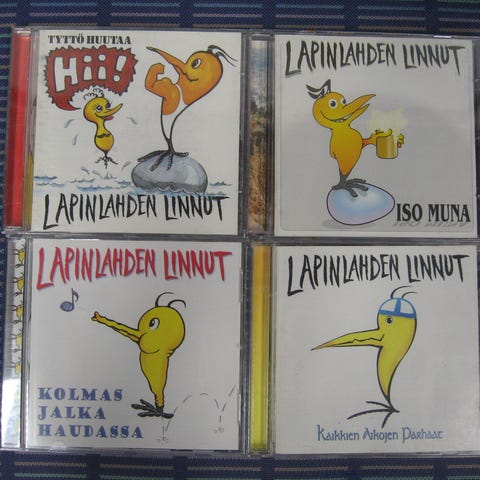 TYTTÖ HUUTAA
Hii!
LAPINLAHDEN LINNUT
LAPINLAHDEN LINNUT
ISO MUNA
LAPINLAHDEN LINNUT
KOLMAS
JALKA
HAUDASSA
LAPINLAHDEN LINNUT
Kaikkien Aikojen Parhaat